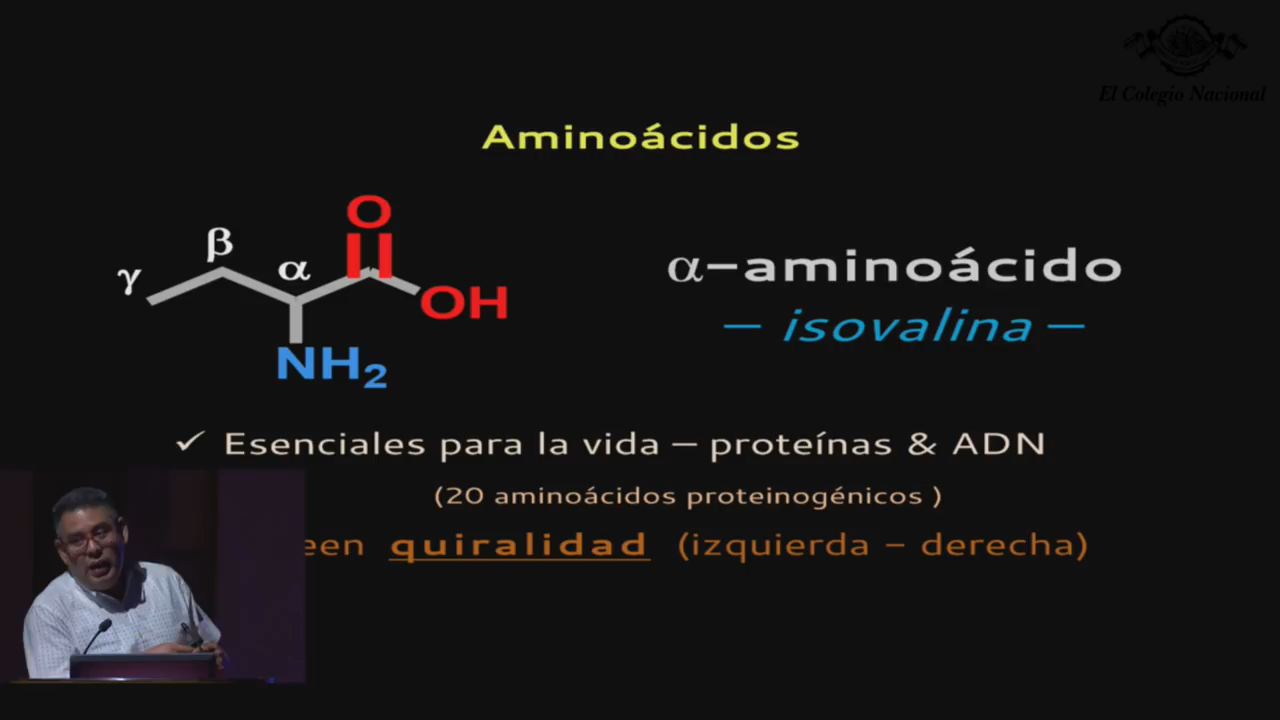 El Colegio Nacional
Aminoácidos
O
β
γ
α
OH
NH₂
α–aminoácido
— isovalina —
✓ Esenciales para la vida — proteínas & ADN
(20 aminoácidos proteinogénicos )
een quiralidad (izquierda – derecha)